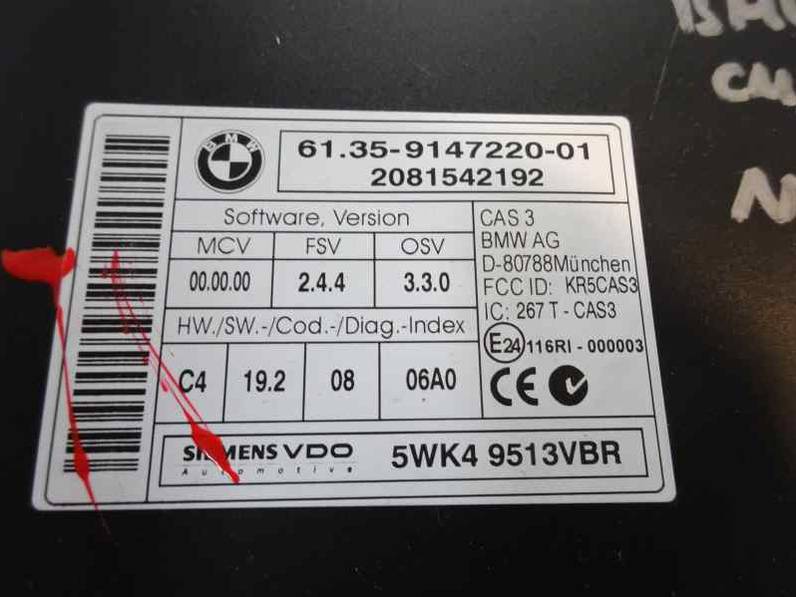 BMW
61.35-9147220-01
2081542192
Software, Version
MCV FSV OSV
00.00.00 2.4.4 3.3.0
HW./SW.-/Cod.-/Diag.-Index
C4 19.2 08 06A0
CAS 3
BMW AG
D-80788München
FCC ID: KR5CAS3
IC: 267 T - CAS3
E24 116RI - 000003
CE
SIEMENS VDO
Automotive
5WK4 9513VBR